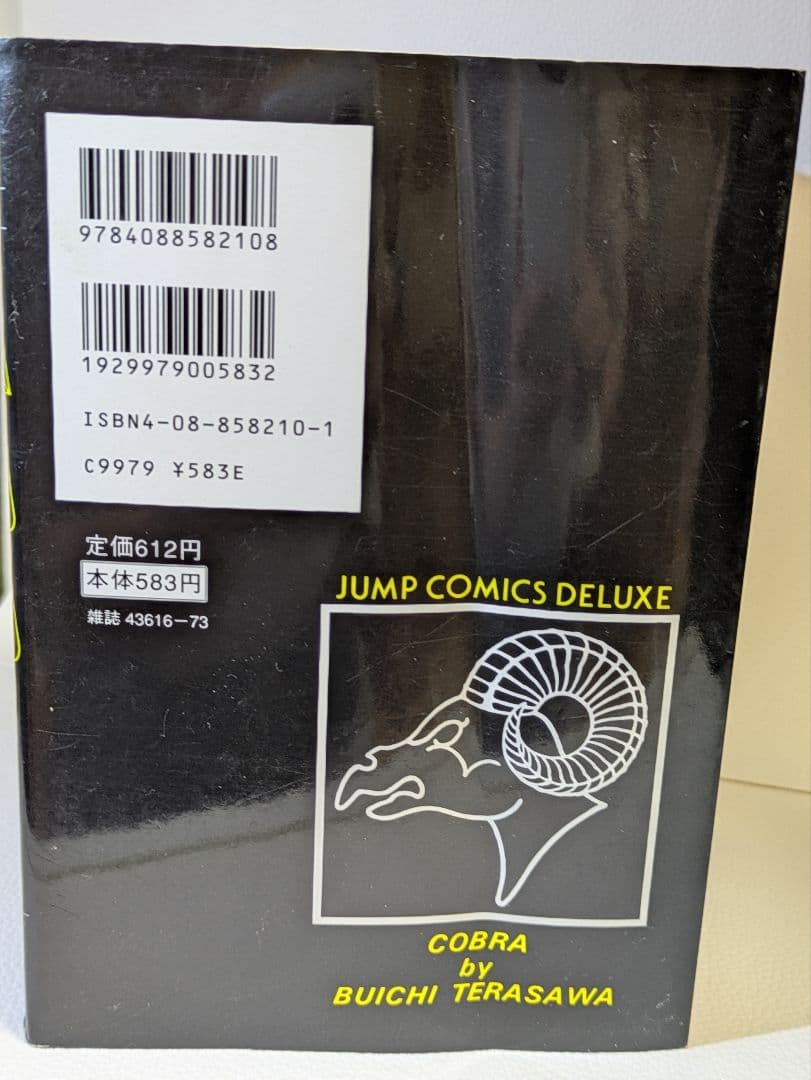 9784088582108
1929979005832
ISBN4-08-858210-1
C9979 ¥583E
定価612円
本体583円
雑誌 43616-73
JUMP COMICS DELUXE
COBRA
by
BUICHI TERASAWA